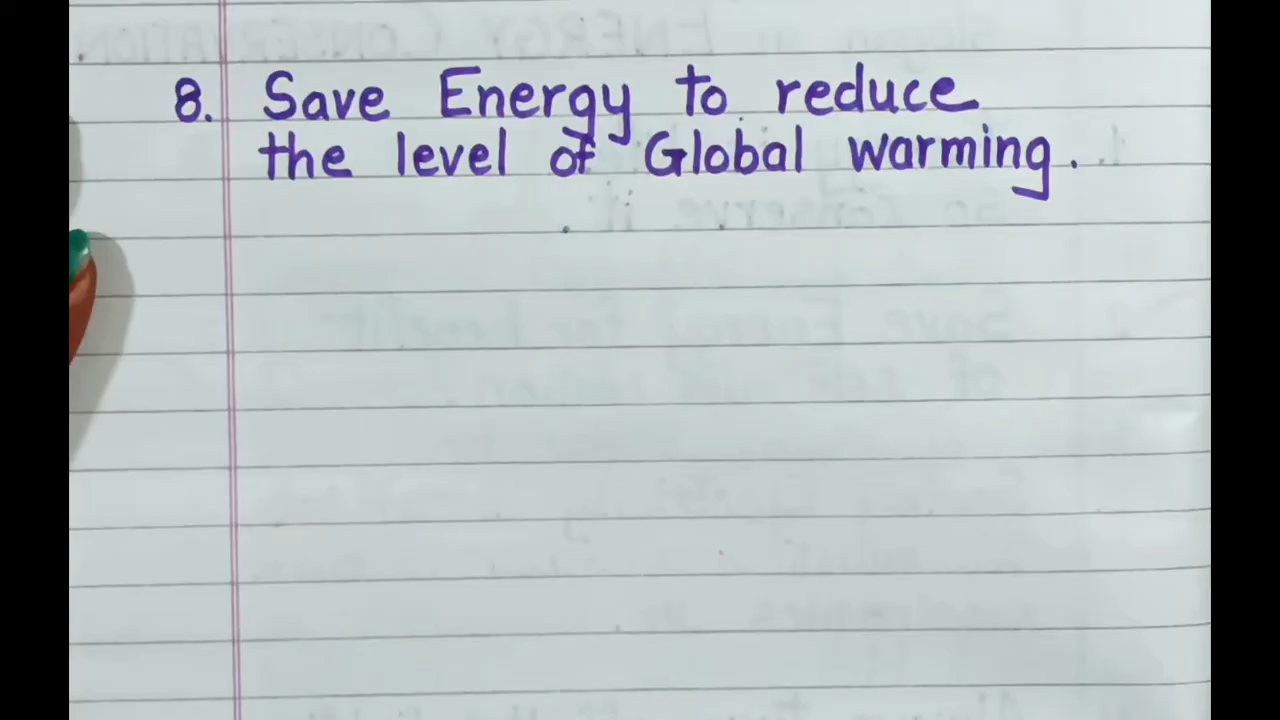 8. Save Energy to reduce
the level of Global warming.